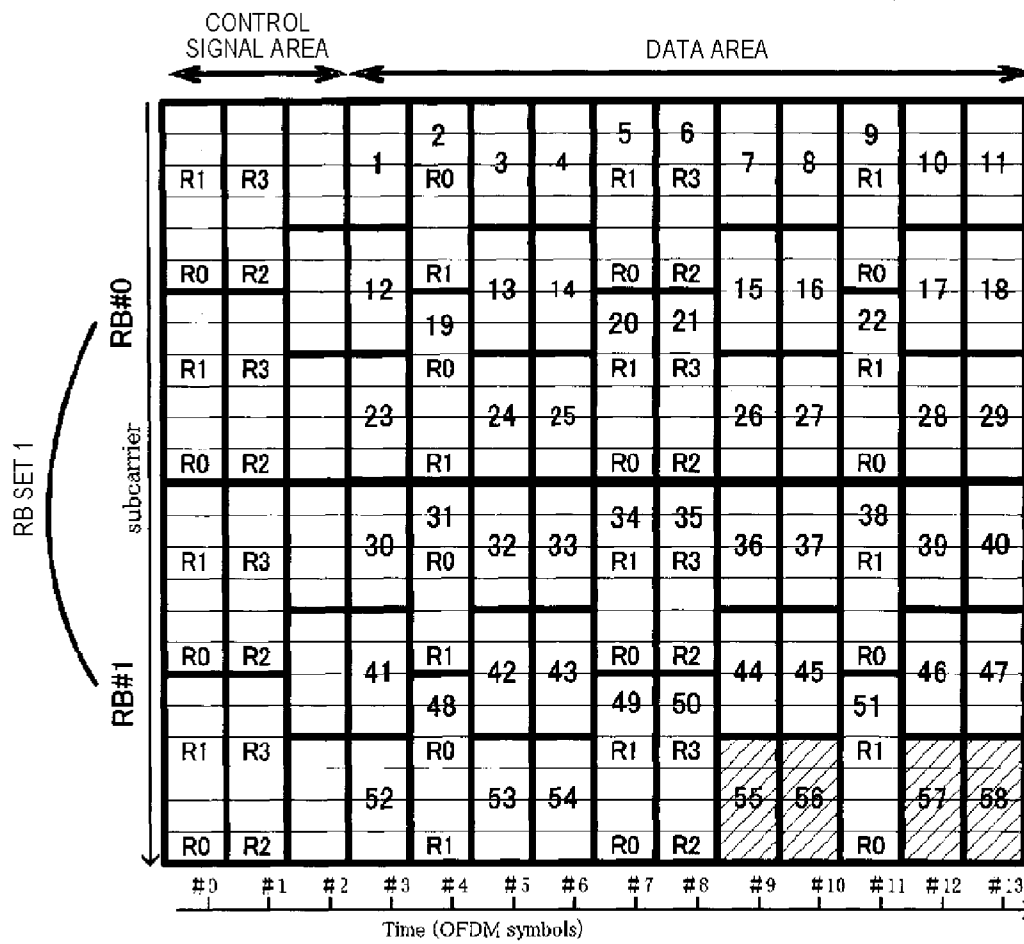 CONTROL
SIGNAL AREA
DATA AREA
2 5 6 9
1 3 4 7 8 10 11
R1 R3 R0 R1 R3 R1
R0 R2 R1 R0 R2 R0
12 13 14 15 16 17 18
19 20 21 22
R1 R3 R0 R1 R3 R1
23 24 25 26 27 28 29
R0 R2 R1 R0 R2 R0
31 34 35 38
30 32 33 36 37 39 40
R1 R3 R0 R1 R3 R1
R0 R2 R1 R0 R2 R0
41 42 43 44 45 46 47
48 49 50 51
R1 R3 R0 R1 R3 R1
52 53 54 55 56 57 58
R0 R2 R1 R0 R2 R0
RB#0
RB SET 1
subcarrier
RB#1
#0 #1 #2 #3 #4 #5 #6 #7 #8 #9 #10 #11 #12 #13
Time (OFDM symbols)